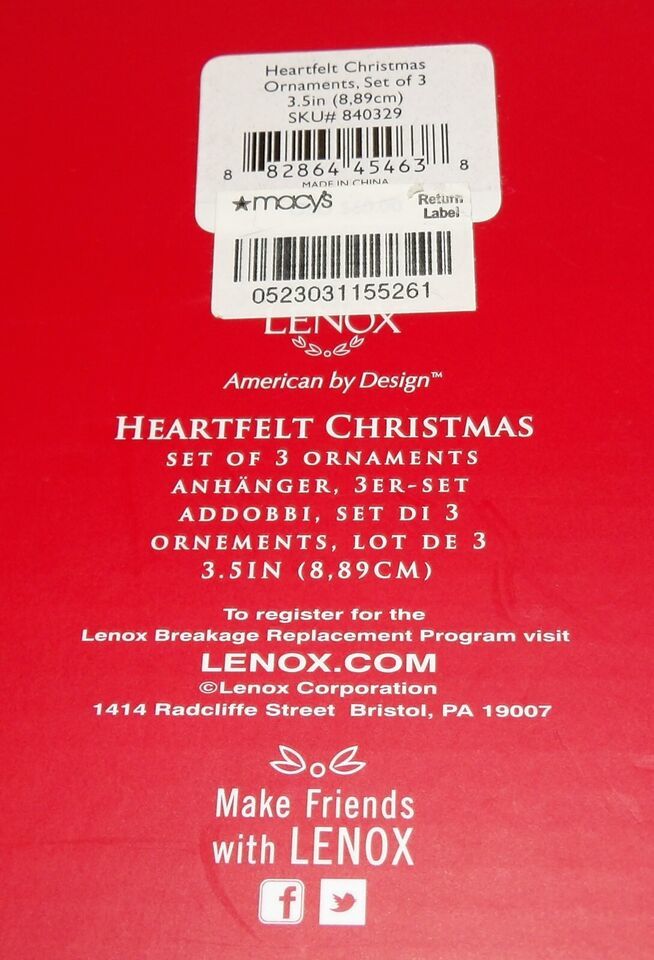 Heartfelt Christmas
Ornaments, Set of 3
3.5in (8,89cm)
SKU# 840329
8 82864 45463 8
MADE IN CHINA
★macy's Return
Label
0523031155261
LENOX
American by Design™
HEARTFELT CHRISTMAS
SET OF 3 ORNAMENTS
ANHÄNGER, 3ER-SET
ADDOBBI, SET DI 3
ORNEMENTS, LOT DE 3
3.5IN (8,89CM)
To register for the
Lenox Breakage Replacement Program visit
LENOX.COM
©Lenox Corporation
1414 Radcliffe Street Bristol, PA 19007
Make Friends
with LENOX
f